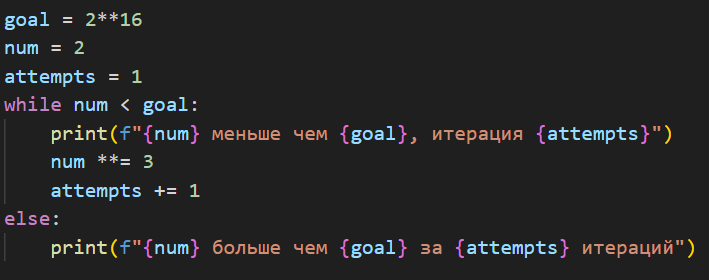 goal = 2**16
num = 2
attempts = 1
while num < goal:
    print(f"{num} меньше чем {goal}, итерация {attempts}")
    num **= 3
    attempts += 1
else:
    print(f"{num} больше чем {goal} за {attempts} итераций")